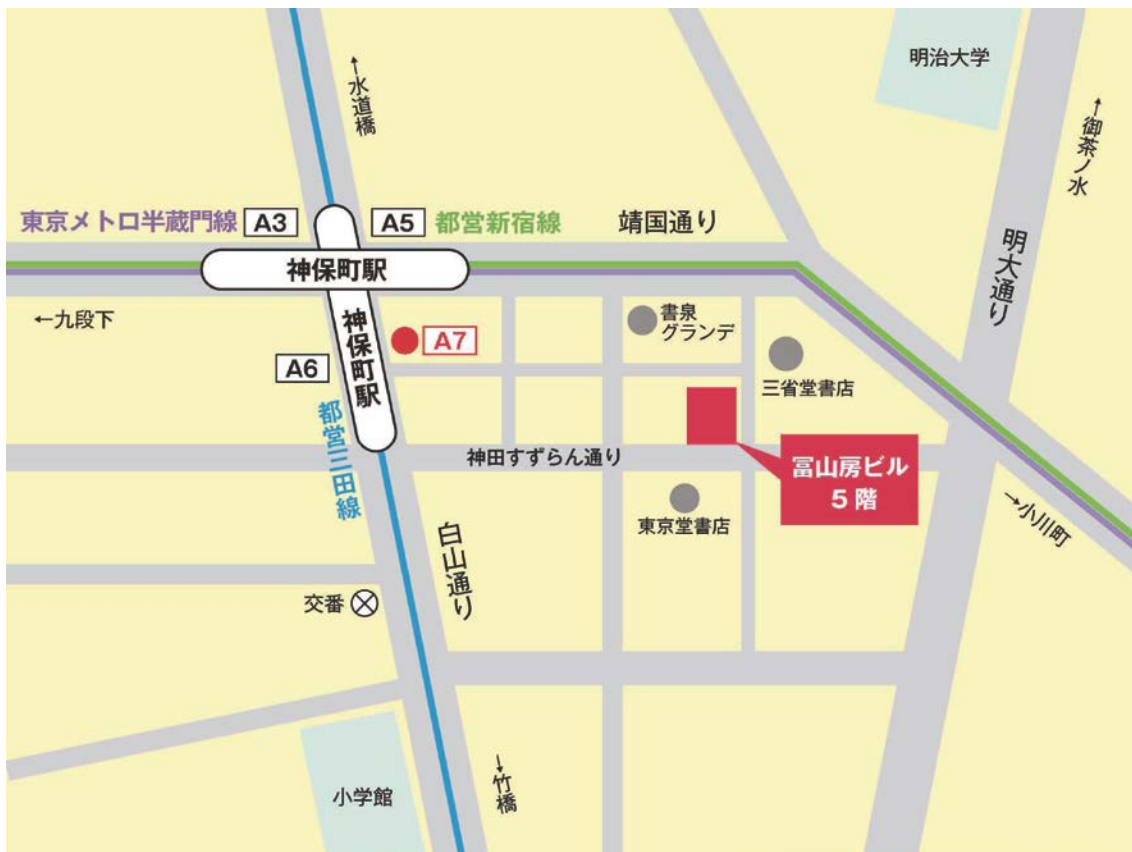 明治大学
←水道橋
←御茶ノ水
東京メトロ半蔵門線
A3
A5
都営新宿線
靖国通り
明大通り
神保町駅
←九段下
神保町駅
A7
A6
書泉
グランデ
三省堂書店
都営三田線
神田すずらん通り
冨山房ビル
5階
東京堂書店
→小川町
白山通り
交番
→竹橋
小学館